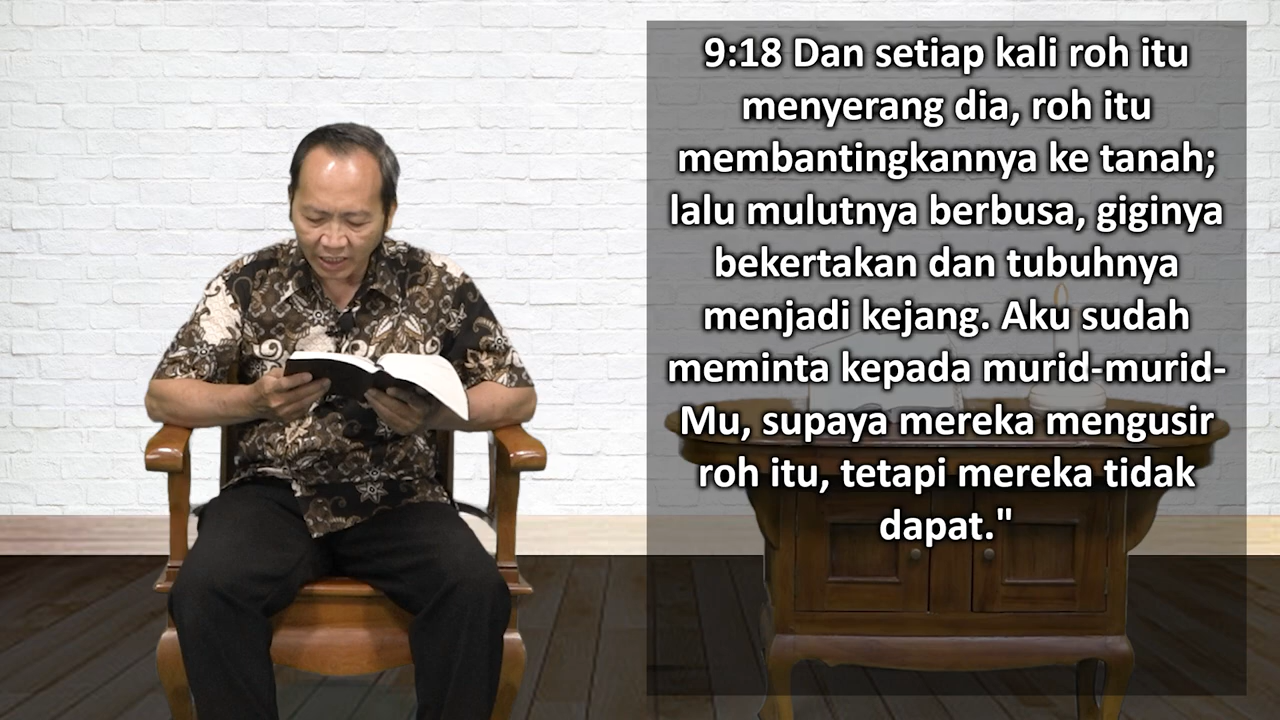 9:18 Dan setiap kali roh itu
menyerang dia, roh itu
membantingkannya ke tanah;
lalu mulutnya berbusa, giginya
bekertakan dan tubuhnya
menjadi kejang. Aku sudah
meminta kepada murid-murid-
Mu, supaya mereka mengusir
roh itu, tetapi mereka tidak
dapat."